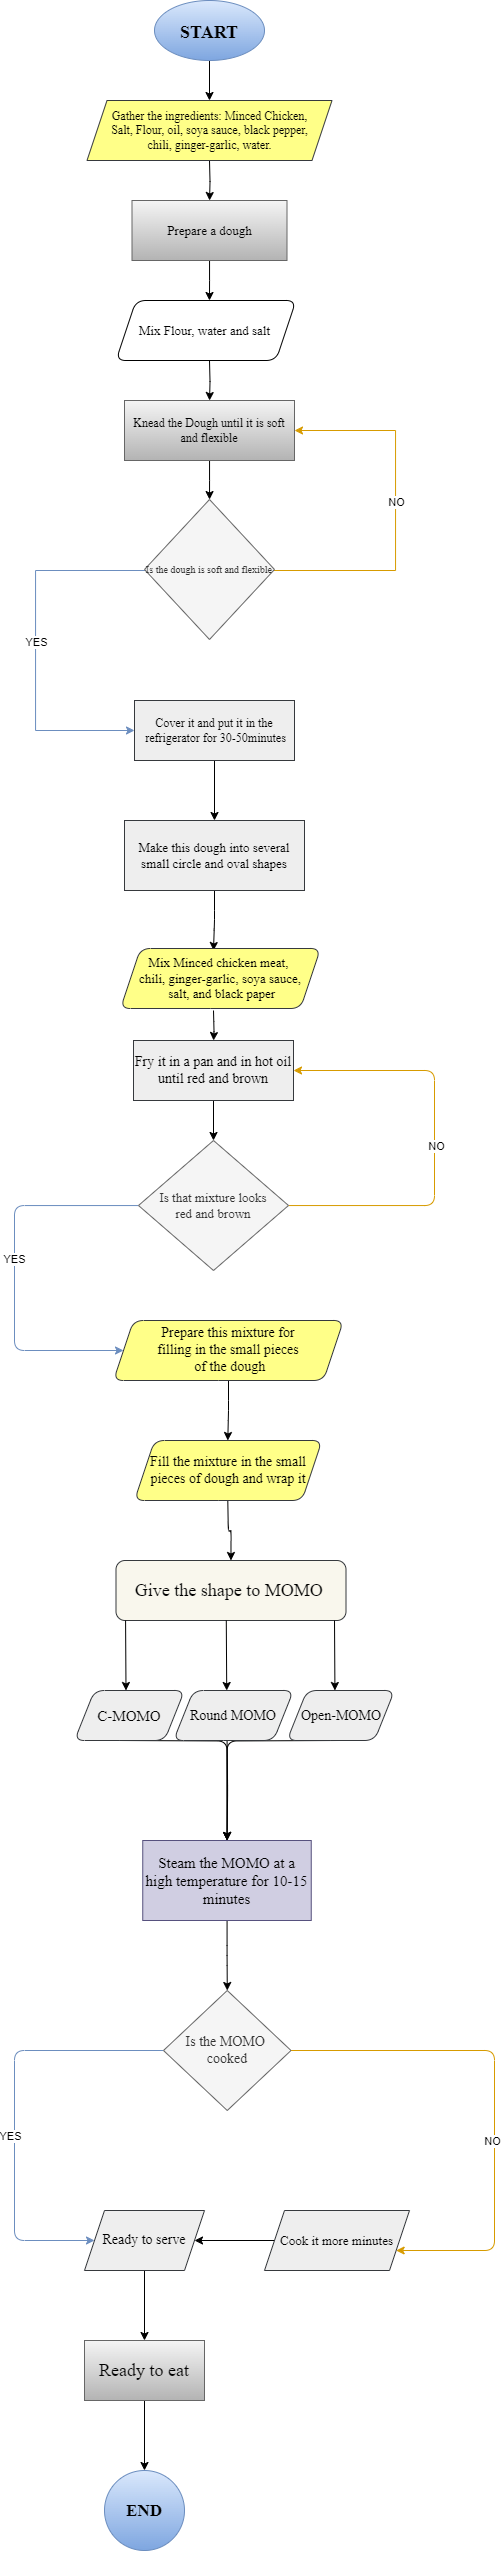 START
Gather the ingredients: Minced Chicken,
Salt, Flour, oil, soya sauce, black pepper,
chili, ginger-garlic, water.
Prepare a dough
Mix Flour, water and salt
Knead the Dough until it is soft
and flexible
NO
Is the dough is soft and flexible
YES
Cover it and put it in the
refrigerator for 30-50minutes
Make this dough into several
small circle and oval shapes
Mix Minced chicken meat,
chili, ginger-garlic, soya sauce,
salt, and black paper
Fry it in a pan and in hot oil
until red and brown
NO
Is that mixture looks
red and brown
YES
Prepare this mixture for
filling in the small pieces
of the dough
Fill the mixture in the small
pieces of dough and wrap it
Give the shape to MOMO
C-MOMO
Round MOMO
Open-MOMO
Steam the MOMO at a
high temperature for 10-15
minutes
Is the MOMO
cooked
YES
NO
Ready to serve
Cook it more minutes
Ready to eat
END